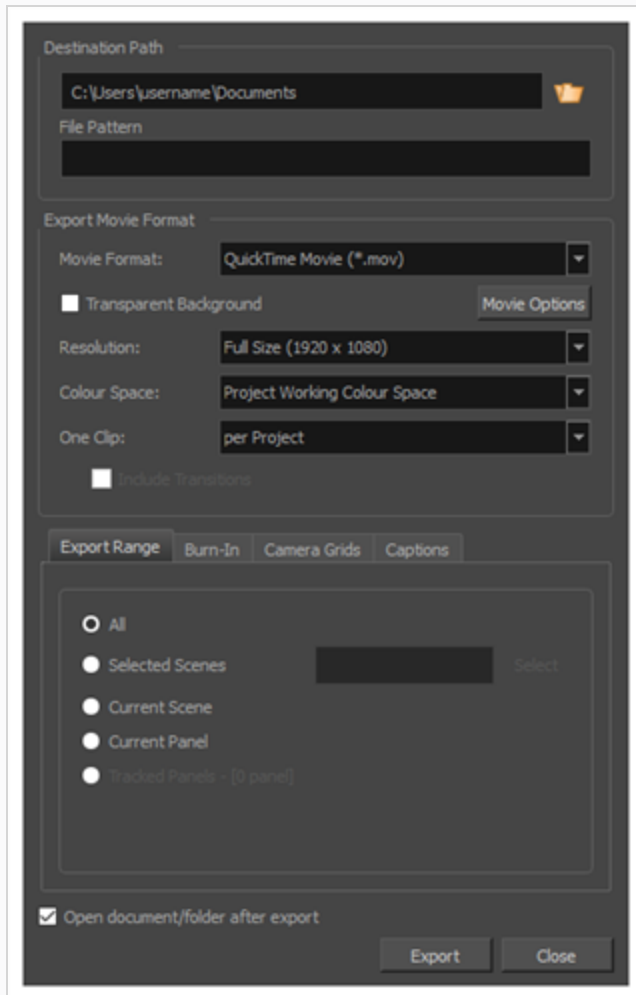 Destination Path
C:\Users\username\Documents
File Pattern
Export Movie Format
Movie Format: QuickTime Movie (*.mov)
Transparent Background Movie Options
Resolution: Full Size (1920 x 1080)
Colour Space: Project Working Colour Space
One Clip: per Project
Include Transitions
Export Range Burn-In Camera Grids Captions
All
Selected Scenes Select
Current Scene
Current Panel
Tracked Panels - [0 panel]
Open document/folder after export
Export Close